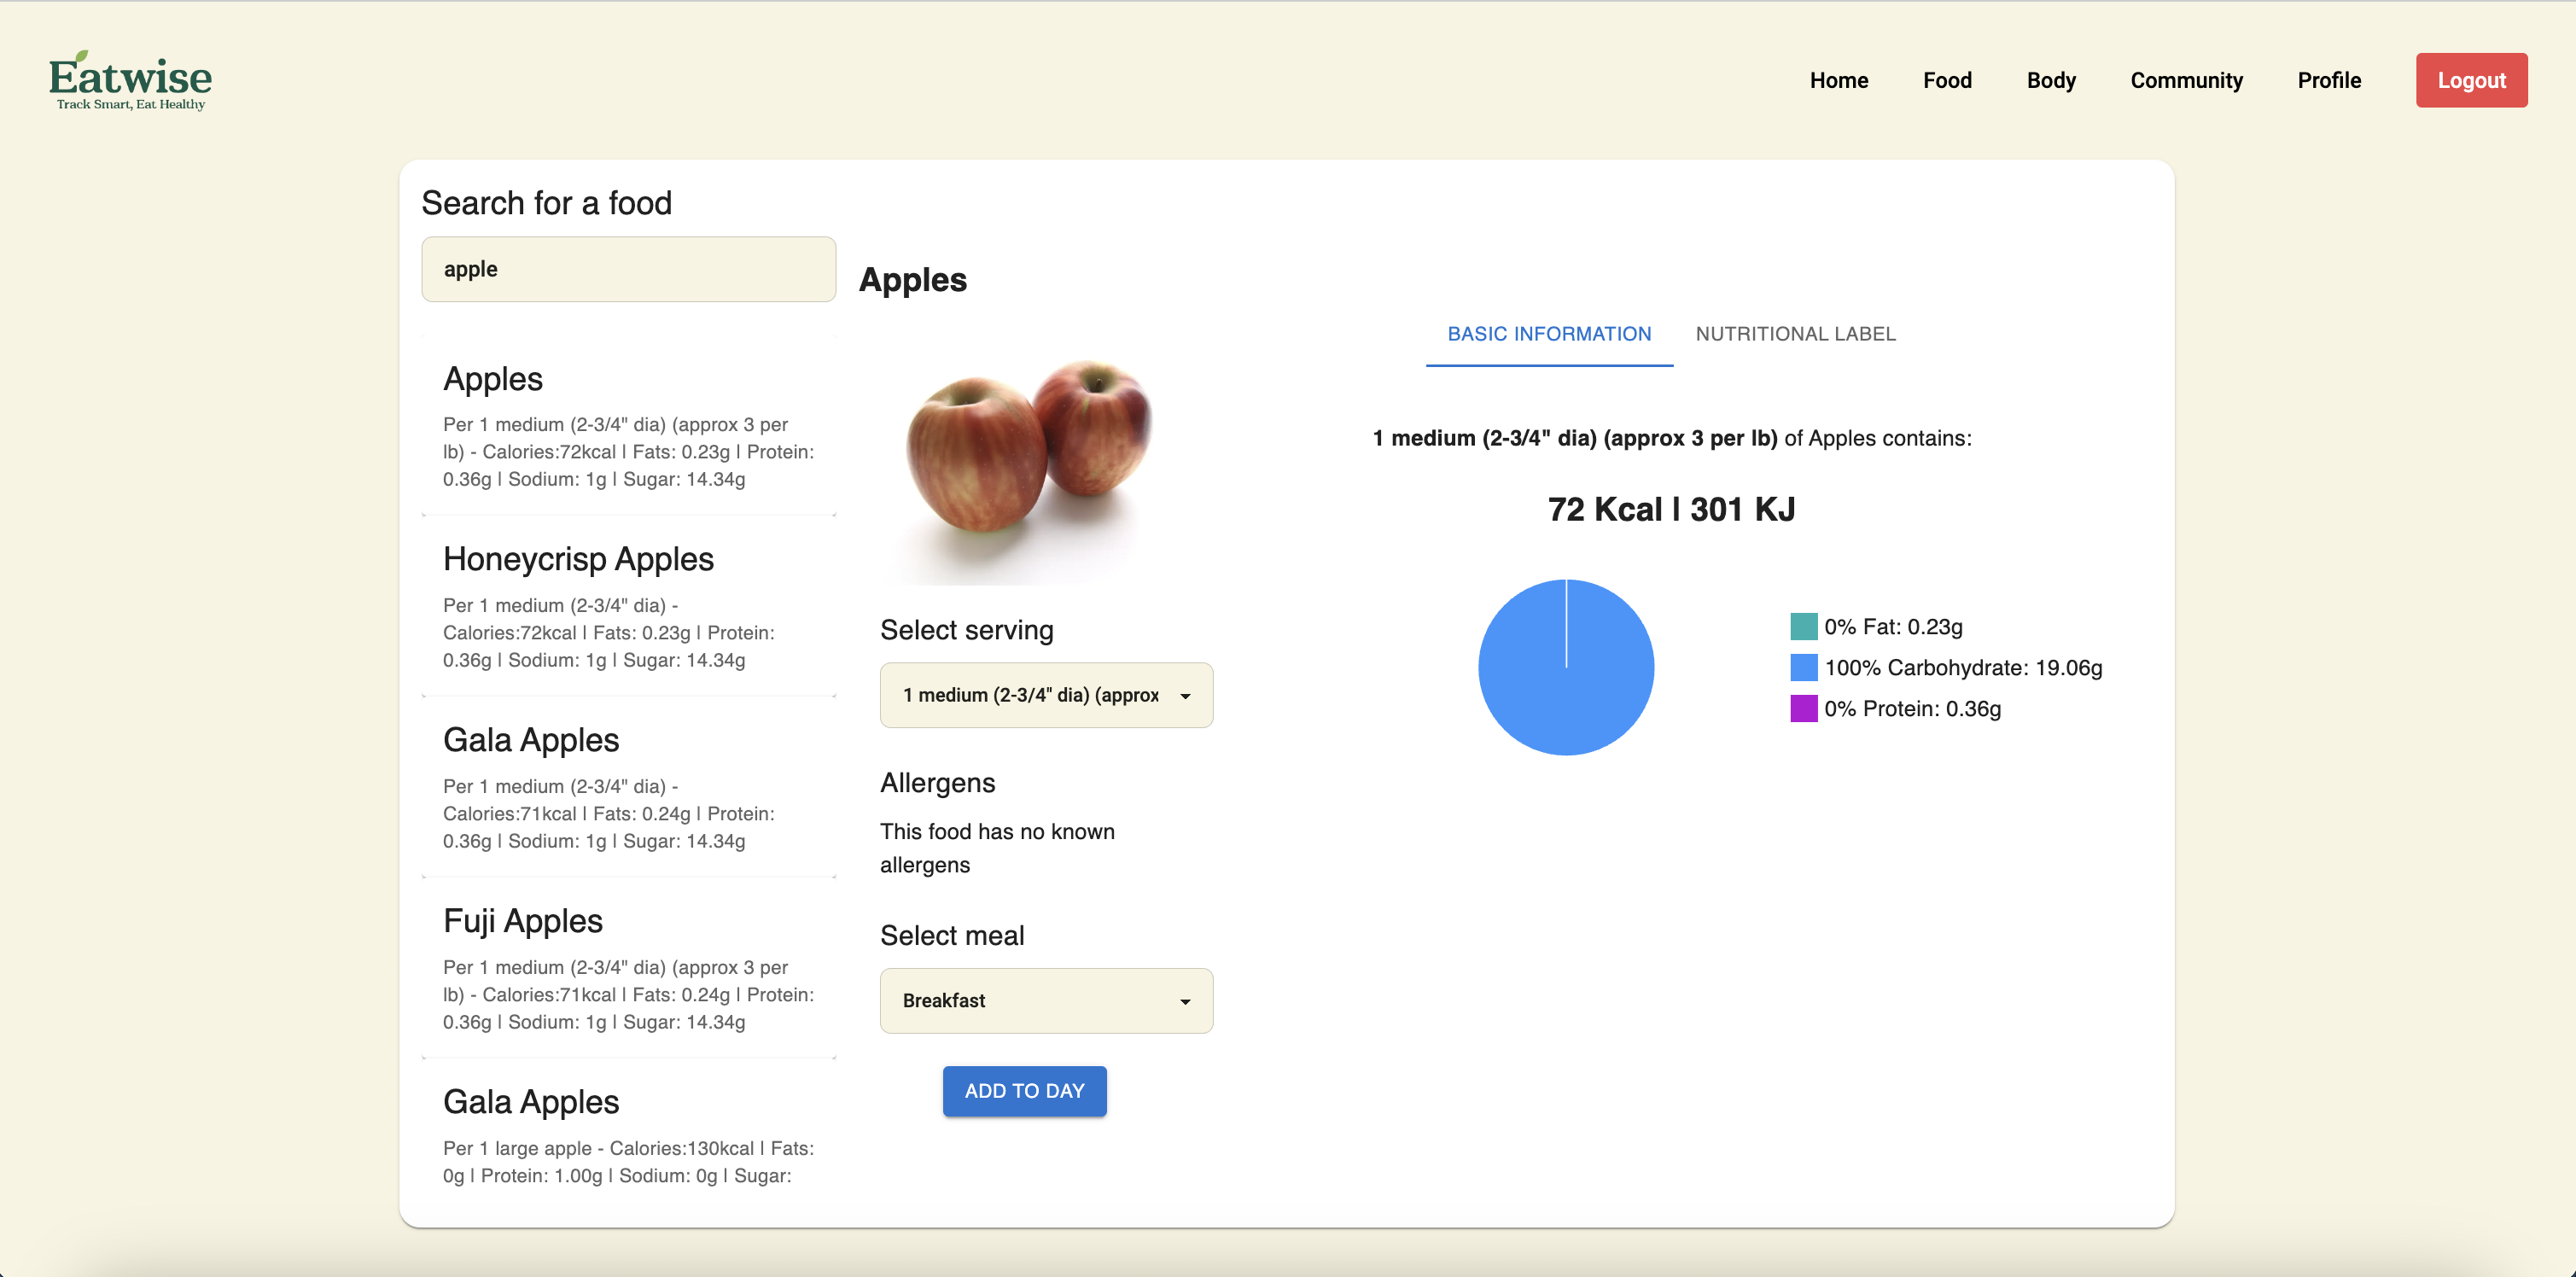 Eatwise
Track Smart, Eat Healthy
Home
Food
Body
Community
Profile
Logout
Search for a food
apple
Apples
Per 1 medium (2-3/4" dia) (approx 3 per
lb) - Calories:72kcal | Fats: 0.23g | Protein:
0.36g | Sodium: 1g | Sugar: 14.34g
Honeycrisp Apples
Per 1 medium (2-3/4" dia) -
Calories:72kcal | Fats: 0.23g | Protein:
0.36g | Sodium: 1g | Sugar: 14.34g
Gala Apples
Per 1 medium (2-3/4" dia) -
Calories:71kcal | Fats: 0.24g | Protein:
0.36g | Sodium: 1g | Sugar: 14.34g
Fuji Apples
Per 1 medium (2-3/4" dia) (approx 3 per
lb) - Calories:71kcal | Fats: 0.24g | Protein:
0.36g | Sodium: 1g | Sugar: 14.34g
Gala Apples
Per 1 large apple - Calories:130kcal | Fats:
0g | Protein: 1.00g | Sodium: 0g | Sugar:
Apples
Select serving
1 medium (2-3/4" dia) (approx
Allergens
This food has no known
allergens
Select meal
Breakfast
ADD TO DAY
BASIC INFORMATION
NUTRITIONAL LABEL
1 medium (2-3/4" dia) (approx 3 per lb) of Apples contains:
72 Kcal | 301 KJ
0% Fat: 0.23g
100% Carbohydrate: 19.06g
0% Protein: 0.36g